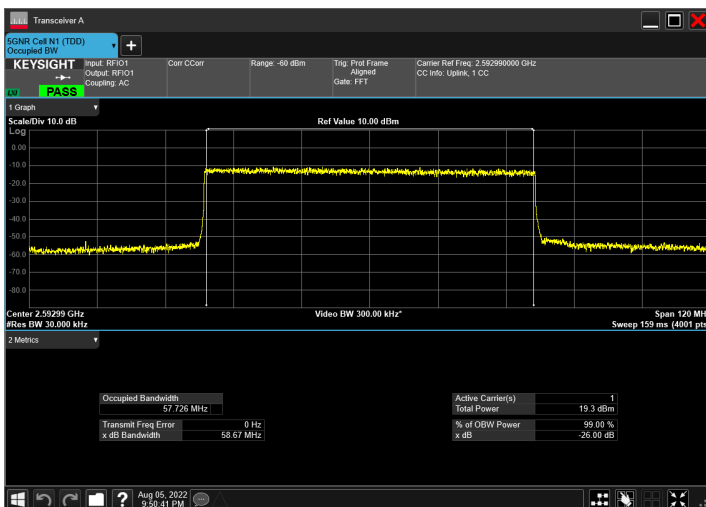 Transceiver A
5GNR Cell N1 (TDD)
Occupied BW
KEYSIGHT
LXI
PASS
Input: RFIO1
Output: RFIO1
Coupling: AC
Corr CCorr
Range: -60 dBm
Trig: Prot Frame
Aligned
Gate: FFT
Carrier Ref Freq: 2.592990000 GHz
CC Info: Uplink, 1 CC
1 Graph
Scale/Div 10.0 dB
Ref Value 10.00 dBm
Log
0.00
-10.0
-20.0
-30.0
-40.0
-50.0
-60.0
-70.0
-80.0
Center 2.59299 GHz
Video BW 300.00 kHz*
Span 120 MH
#Res BW 30.000 kHz
Sweep 159 ms (4001 pts
2 Metrics
Occupied Bandwidth
57.726 MHz
Transmit Freq Error 0 Hz
x dB Bandwidth 58.67 MHz
Active Carrier(s) 1
Total Power 19.3 dBm
% of OBW Power 99.00 %
x dB -26.00 dB
Aug 05, 2022
9:50:41 PM